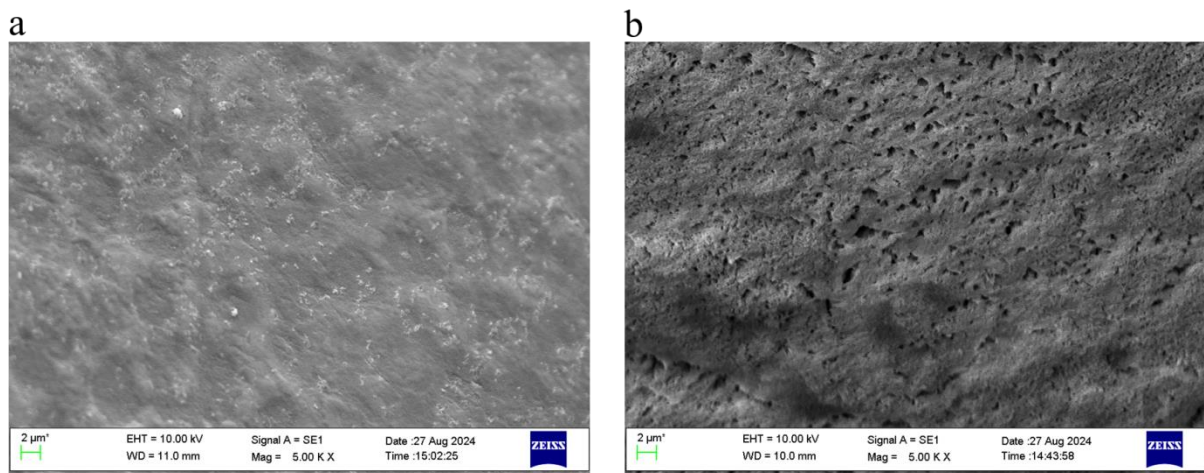 a
b
2 µm*
EHT = 10.00 kV
Signal A = SE1
Date :27 Aug 2024
ZEISS
WD = 11.0 mm
Mag = 5.00 K X
Time :15:02:25
2 µm*
EHT = 10.00 kV
Signal A = SE1
Date :27 Aug 2024
ZEISS
WD = 10.0 mm
Mag = 5.00 K X
Time :14:43:58